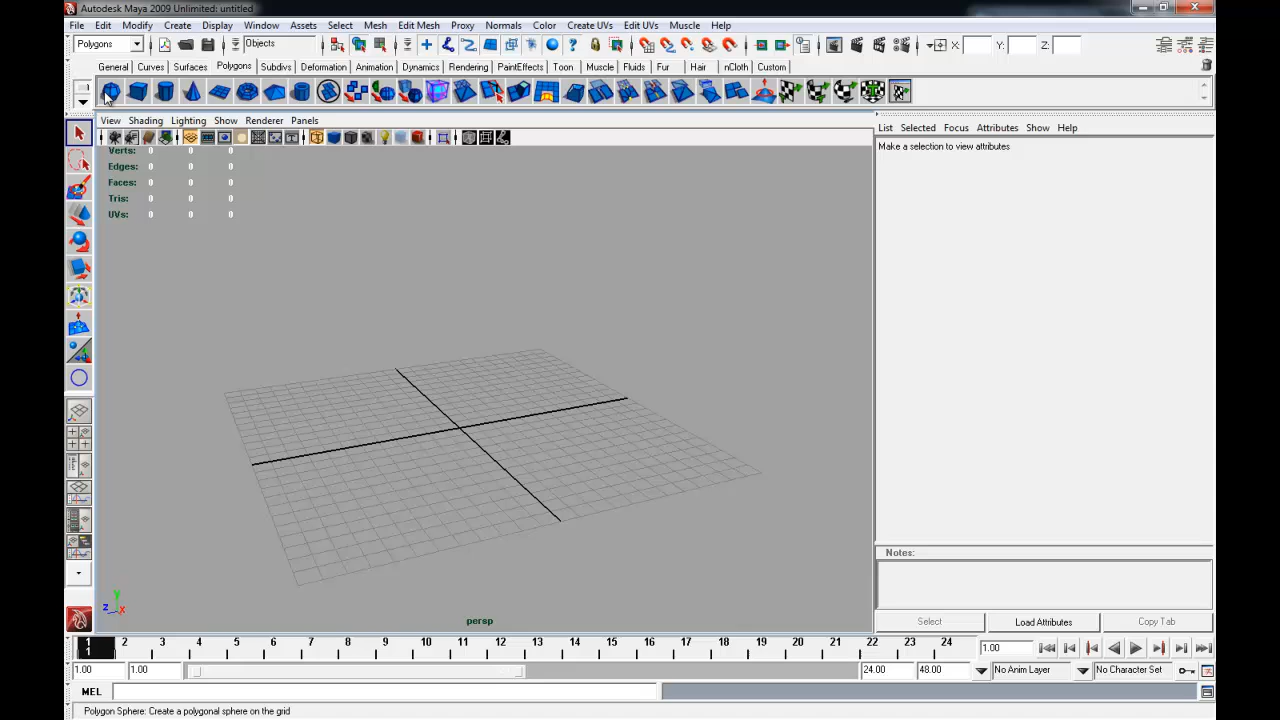 Autodesk Maya 2009 Unlimited: untitled
File Edit Modify Create Display Window Assets Select Mesh Edit Mesh Proxy Normals Color Create UVs Edit UVs Muscle Help
Polygons Objects X: Y: Z:
General Curves Surfaces Polygons Subdivs Deformation Animation Dynamics Rendering PaintEffects Toon Muscle Fluids Fur Hair nCloth Custom
View Shading Lighting Show Renderer Panels
List Selected Focus Attributes Show Help
Make a selection to view attributes
Verts: 0 0 0
Edges: 0 0 0
Faces: 0 0 0
Tris: 0 0 0
UVs: 0 0 0
Notes:
y
z x
persp
Select Load Attributes Copy Tab
1 2 3 4 5 6 7 8 9 10 11 12 13 14 15 16 17 18 19 20 21 22 23 24 1.00
1
1.00 1.00 24.00 48.00 No Anim Layer No Character Set
MEL
Polygon Sphere: Create a polygonal sphere on the grid